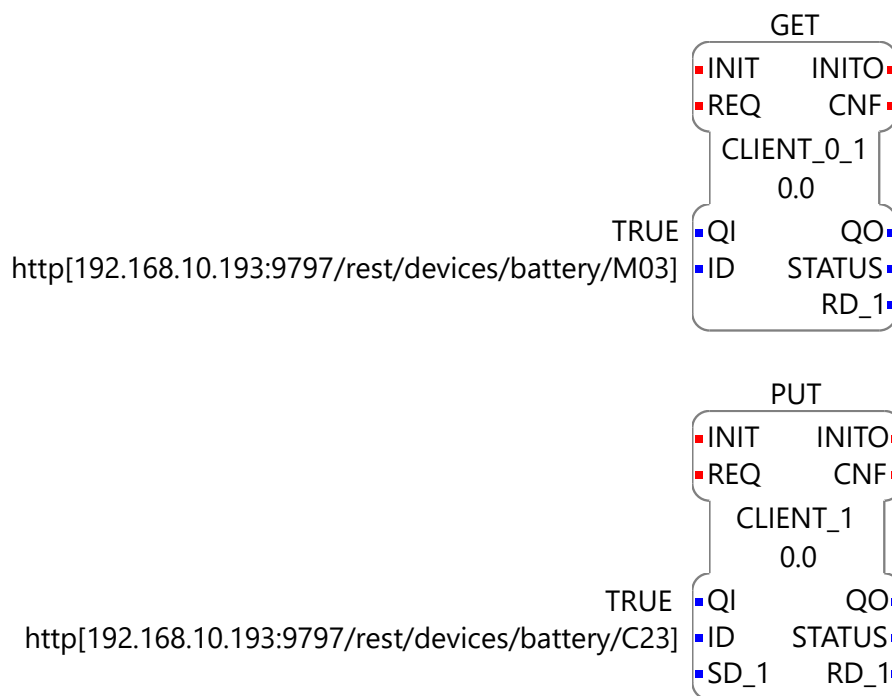 GET
INIT INITO
REQ CNF
CLIENT_0_1
0.0
TRUE QI QO
http[192.168.10.193:9797/rest/devices/battery/M03] ID STATUS
RD_1
PUT
INIT INITO
REQ CNF
CLIENT_1
0.0
TRUE QI QO
http[192.168.10.193:9797/rest/devices/battery/C23] ID STATUS
SD_1 RD_1